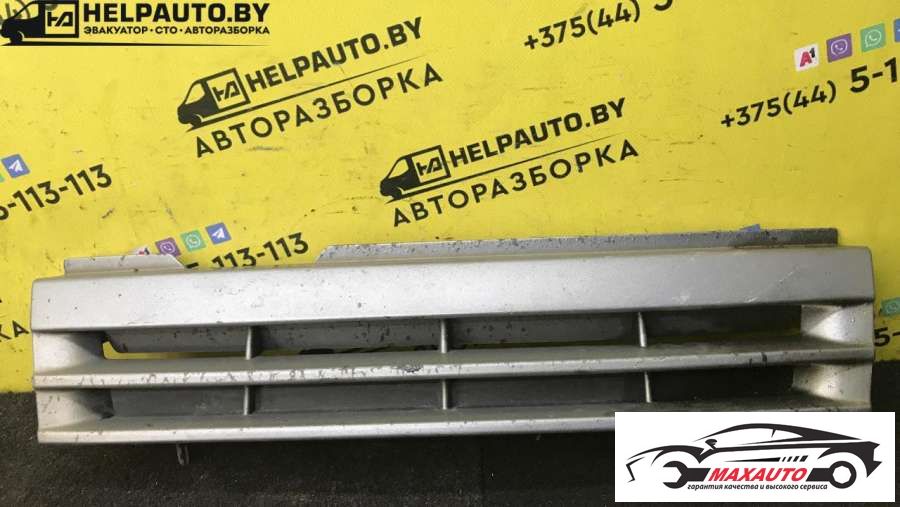 HELPAUTO.BY
ЭВАКУАТОР • СТО • АВТОРАЗБОРКА
HELPAUTO.BY
АВТОРАЗБОРКА
+375(44)
A1
+375(44) 5-1
HELPAUTO.BY
АВТОРАЗБОРКА
-113-113
5-113-113
MAXAUTO
гарантия качества и высокого сервиса